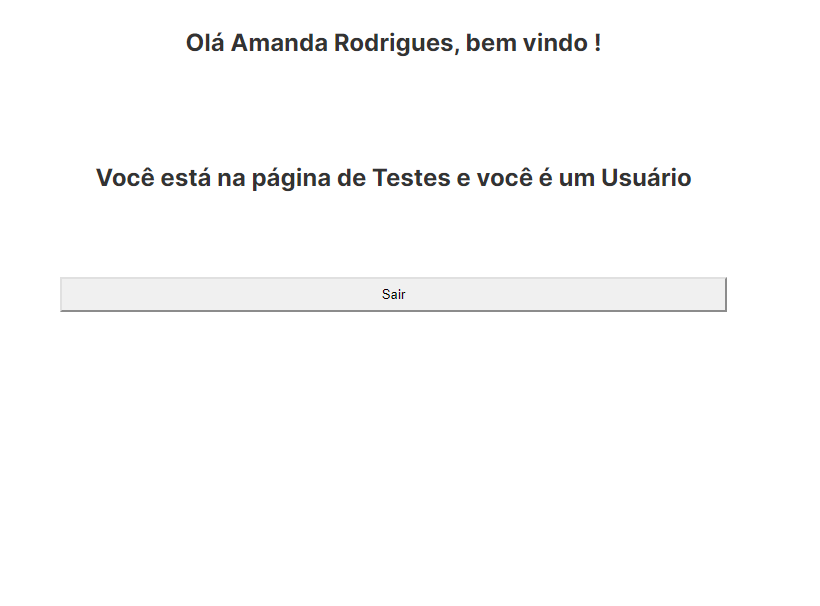 Olá Amanda Rodrigues, bem vindo !
Você está na página de Testes e você é um Usuário
Sair